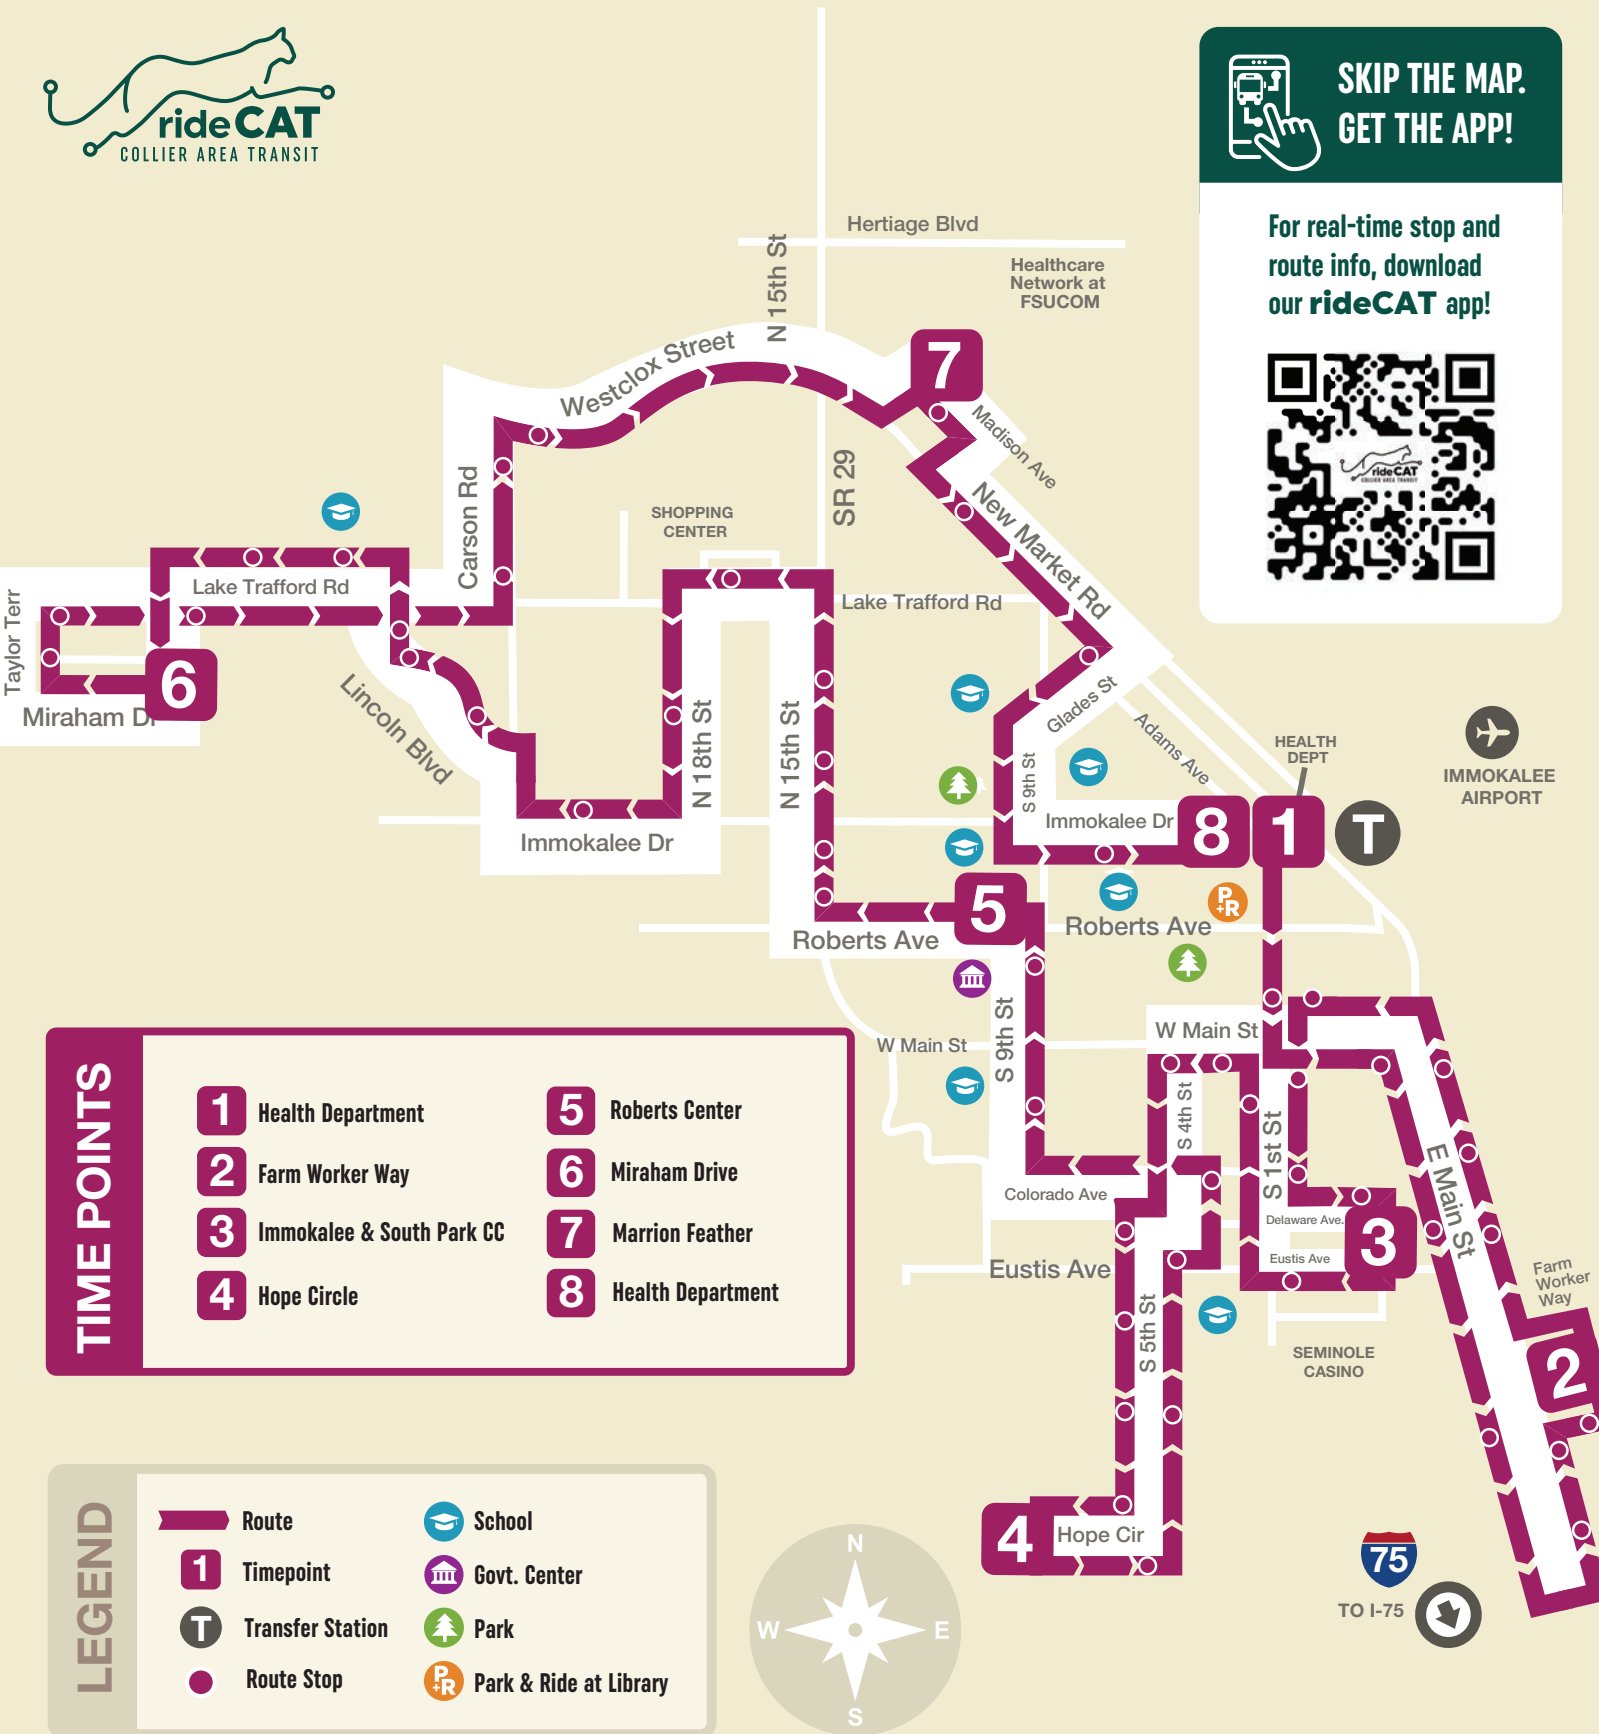 rideCAT
COLLIER AREA TRANSIT
SKIP THE MAP.
GET THE APP!
For real-time stop and
route info, download
our rideCAT app!
rideCAT
COLLIER AREA TRANSIT
Hertiage Blvd
Healthcare
Network at
FSUCOM
N 15th St
Westclox Street
7
Madison Ave
SR 29
New Market Rd
Carson Rd
SHOPPING
CENTER
Lake Trafford Rd
Lake Trafford Rd
Taylor Terr
6
Miraham Dr
Lincoln Blvd
N 18th St
N 15th St
Glades St
Adams Ave
S 9th St
HEALTH
DEPT
IMMOKALEE
AIRPORT
Immokalee Dr
8
1
T
Immokalee Dr
5
P+R
Roberts Ave
Roberts Ave
S 9th St
W Main St
W Main St
S 4th St
S 1st St
E Main St
Colorado Ave
Delaware Ave.
3
Eustis Ave
Eustis Ave
Farm
Worker
Way
S 5th St
2
SEMINOLE
CASINO
4
Hope Cir
75
TO I-75
TIME POINTS
1 Health Department
2 Farm Worker Way
3 Immokalee & South Park CC
4 Hope Circle
5 Roberts Center
6 Miraham Drive
7 Marrion Feather
8 Health Department
LEGEND
Route
1 Timepoint
T Transfer Station
Route Stop
School
Govt. Center
Park
P+R Park & Ride at Library
N
W
E
S